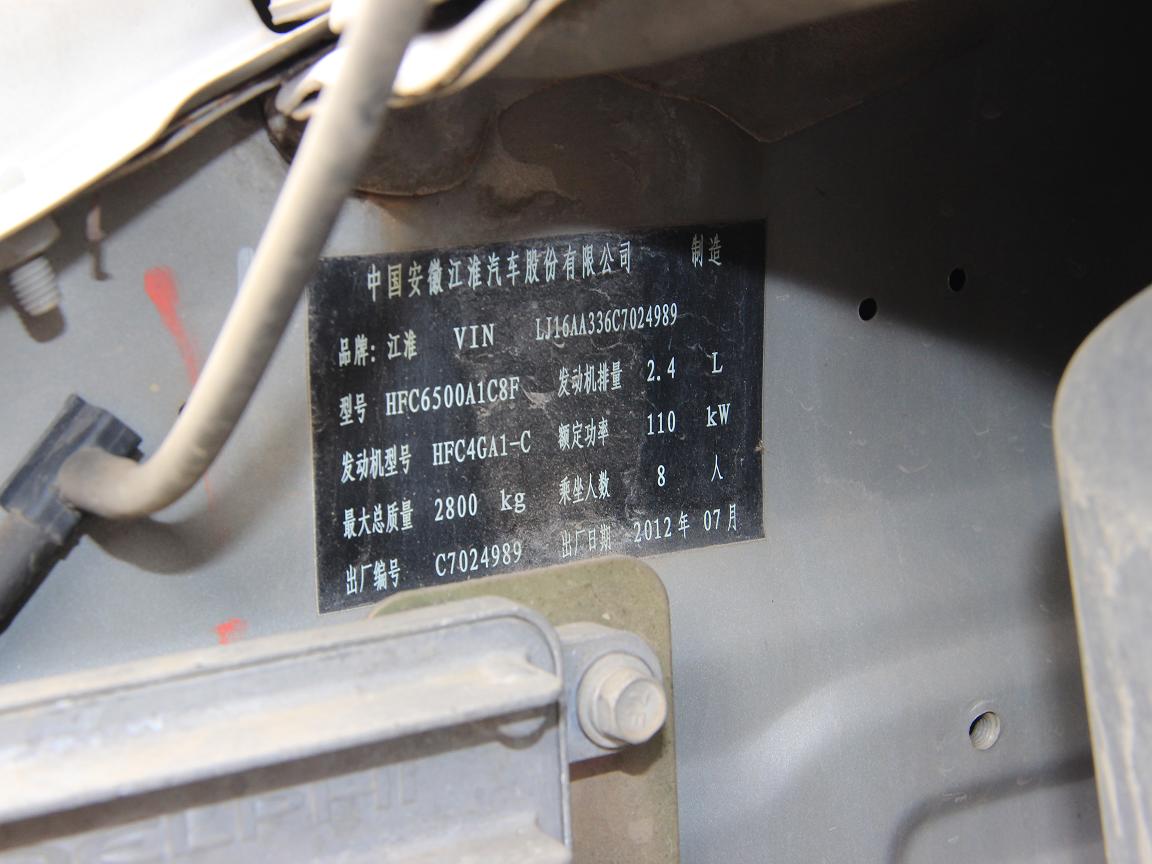 中国安徽江淮汽车股份有限公司 制造
品牌: 江淮 VIN LJ16AA336C7024989
型号 HFC6500A1C8F 发动机排量 2.4 L
发动机型号 HFC4GA1-C 额定功率 110 kW
最大总质量 2800 kg 乘坐人数 8 人
出厂编号 C7024989 出厂日期 2012年 07月
DELPHI